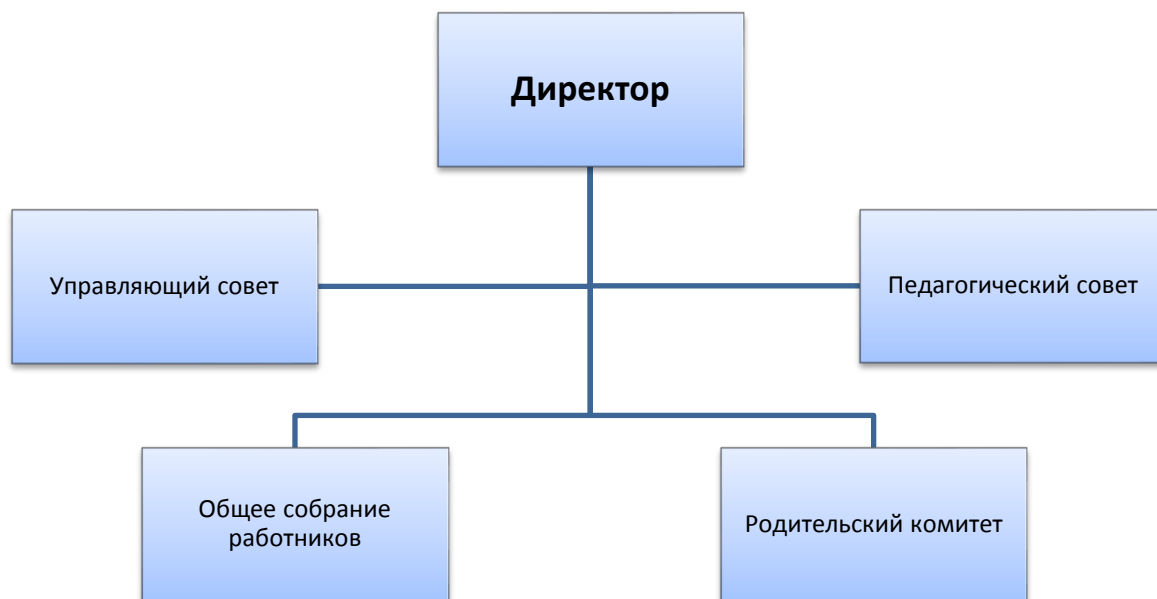 Директор
Управляющий совет
Педагогический совет
Общее собрание
работников
Родительский комитет